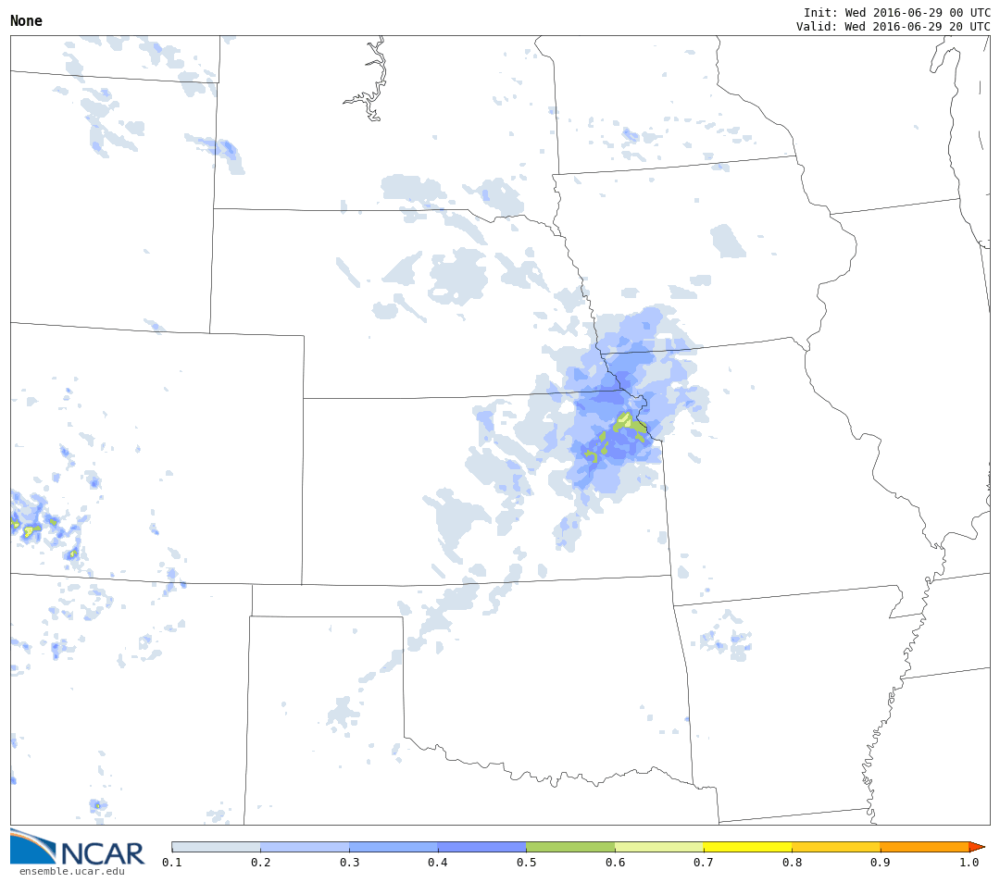 None
Init: Wed 2016-06-29 00 UTC
Valid: Wed 2016-06-29 20 UTC
NCAR
ensemble.ucar.edu
0.1 0.2 0.3 0.4 0.5 0.6 0.7 0.8 0.9 1.0